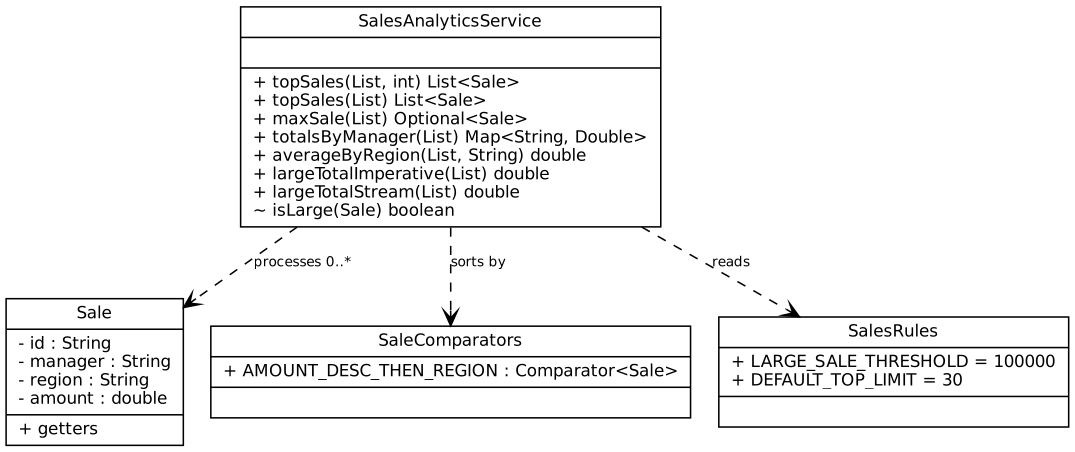 SalesAnalyticsService
+ topSales(List, int) List<Sale>
+ topSales(List) List<Sale>
+ maxSale(List) Optional<Sale>
+ totalsByManager(List) Map<String, Double>
+ averageByRegion(List, String) double
+ largeTotalImperative(List) double
+ largeTotalStream(List) double
~ isLarge(Sale) boolean
processes 0..*
sorts by
reads
Sale
- id : String
- manager : String
- region : String
- amount : double
+ getters
SaleComparators
+ AMOUNT_DESC_THEN_REGION : Comparator<Sale>
SalesRules
+ LARGE_SALE_THRESHOLD = 100000
+ DEFAULT_TOP_LIMIT = 30